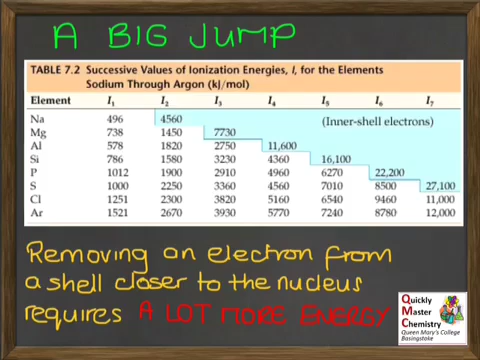 A BIG JUMP
TABLE 7.2 Successive Values of Ionization Energies, I, for the Elements
Sodium Through Argon (kJ/mol)
Element I1 I2 I3 I4 I5 I6 I7
Na 496 4560 (Inner-shell electrons)
Mg 738 1450 7730
Al 578 1820 2750 11,600
Si 786 1580 3230 4360 16,100
P 1012 1900 2910 4960 6270 22,200
S 1000 2250 3360 4560 7010 8500 27,100
Cl 1251 2300 3820 5160 6540 9460 11,000
Ar 1521 2670 3930 5770 7240 8780 12,000
Removing an electron from
a shell closer to the nucleus
requires A LOT MORE ENERGY
Quickly
Master
Chemistry
Queen Mary's College
Basingstoke